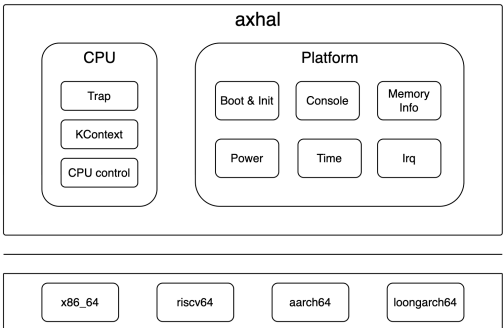 axhal
CPU
Trap
KContext
CPU control
Platform
Boot & Init
Console
Memory
Info
Power
Time
Irq
x86_64
riscv64
aarch64
loongarch64